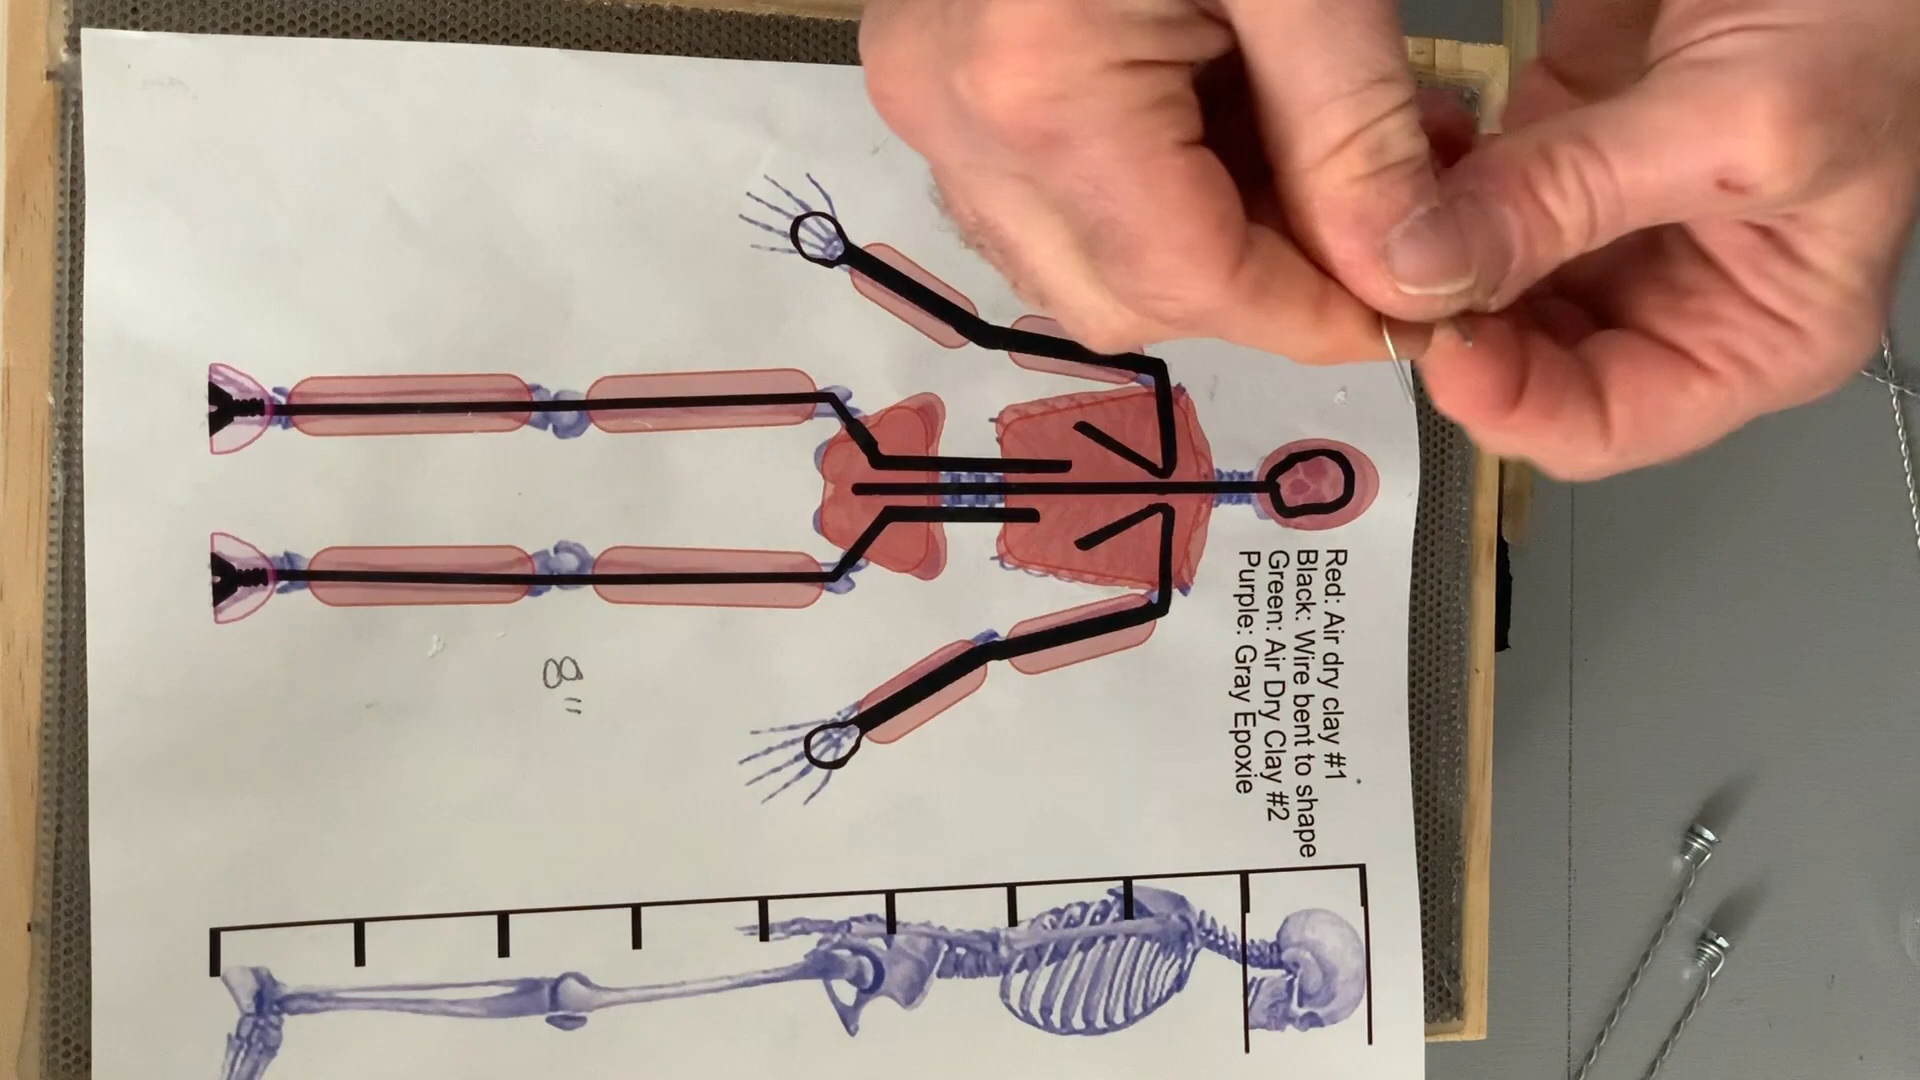 Red: Air dry clay #1
Black: Wire bent to shape
Green: Air Dry Clay #2
Purple: Gray Epoxie
8"